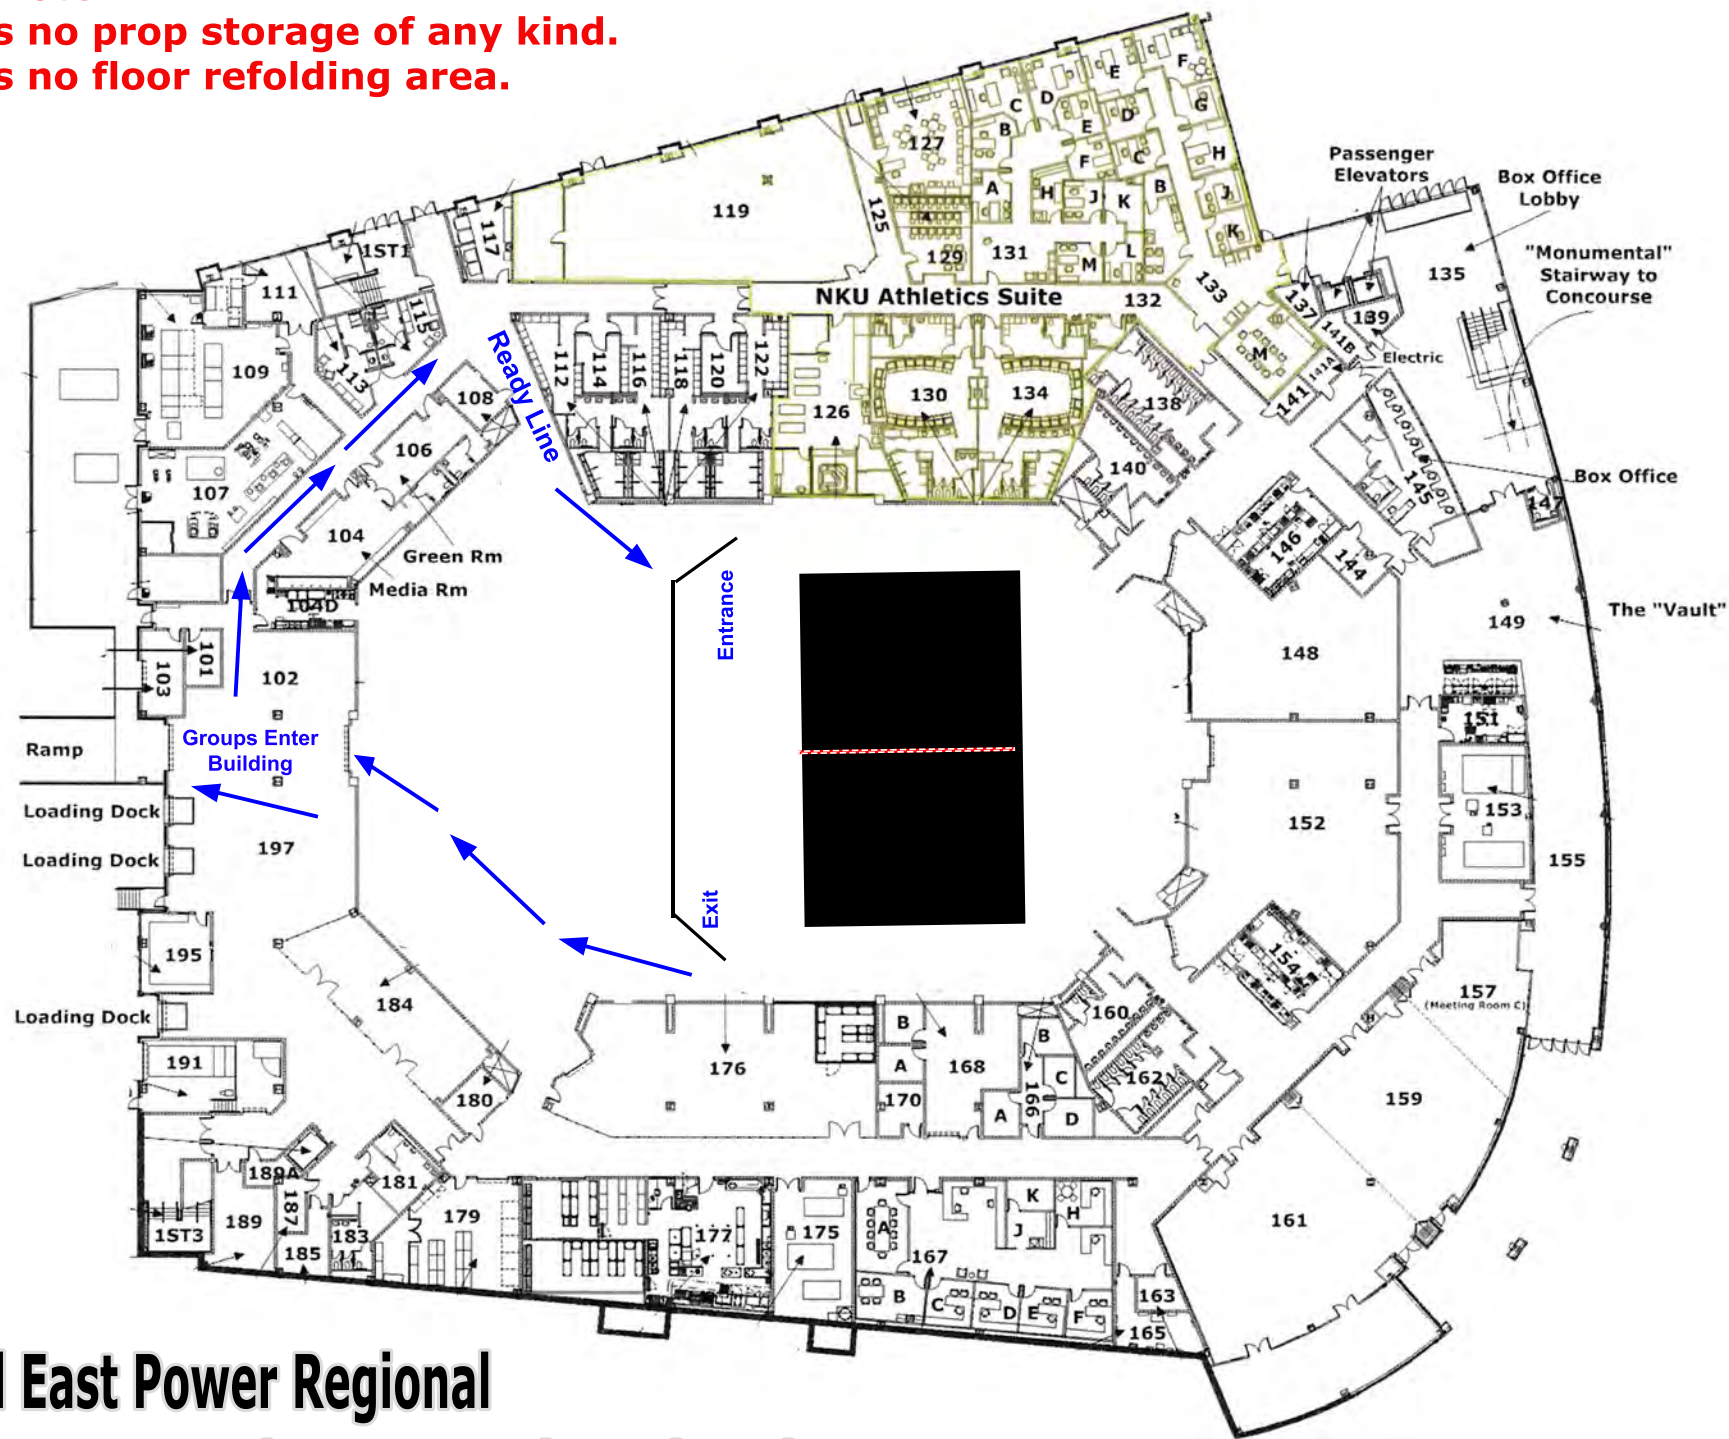 s no prop storage of any kind.
s no floor refolding area.
F
E
D
C
G
D
E
B
127
C
F
H
A
H
J
K
B
J
K
119
125
129
131
L
M
117
1ST1
111
115
NKU Athletics Suite
132
133
137
139
141B
141A
141
M
Electric
Passenger
Elevators
Box Office
Lobby
135
"Monumental"
Stairway to
Concourse
109
113
108
Ready Line
112
114
116
118
120
122
126
130
134
138
140
145
Box Office
147
107
106
104
Green Rm
Media Rm
104D
146
144
Entrance
149
The "Vault"
101
103
102
148
151
Ramp
Groups Enter
Building
Loading Dock
Loading Dock
197
152
153
155
Exit
195
184
154
157
(Meeting Room C)
Loading Dock
191
180
176
B
A
170
168
B
C
A
166
D
160
162
H
159
161
189A
187
181
1ST3
189
185
183
179
177
175
A
167
K
H
J
B
C
D
E
F
163
165
East Power Regional